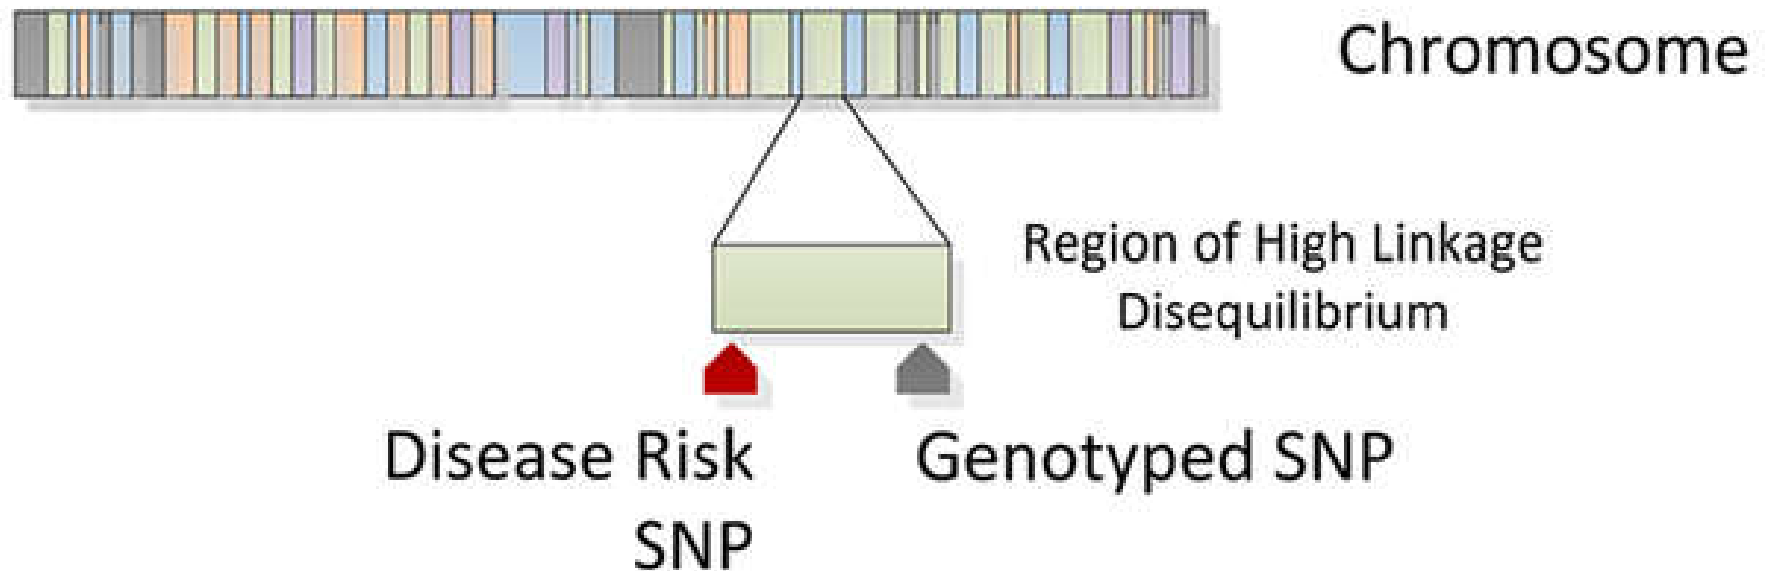 Chromosome
Region of High Linkage
Disequilibrium
Disease Risk
SNP
Genotyped SNP